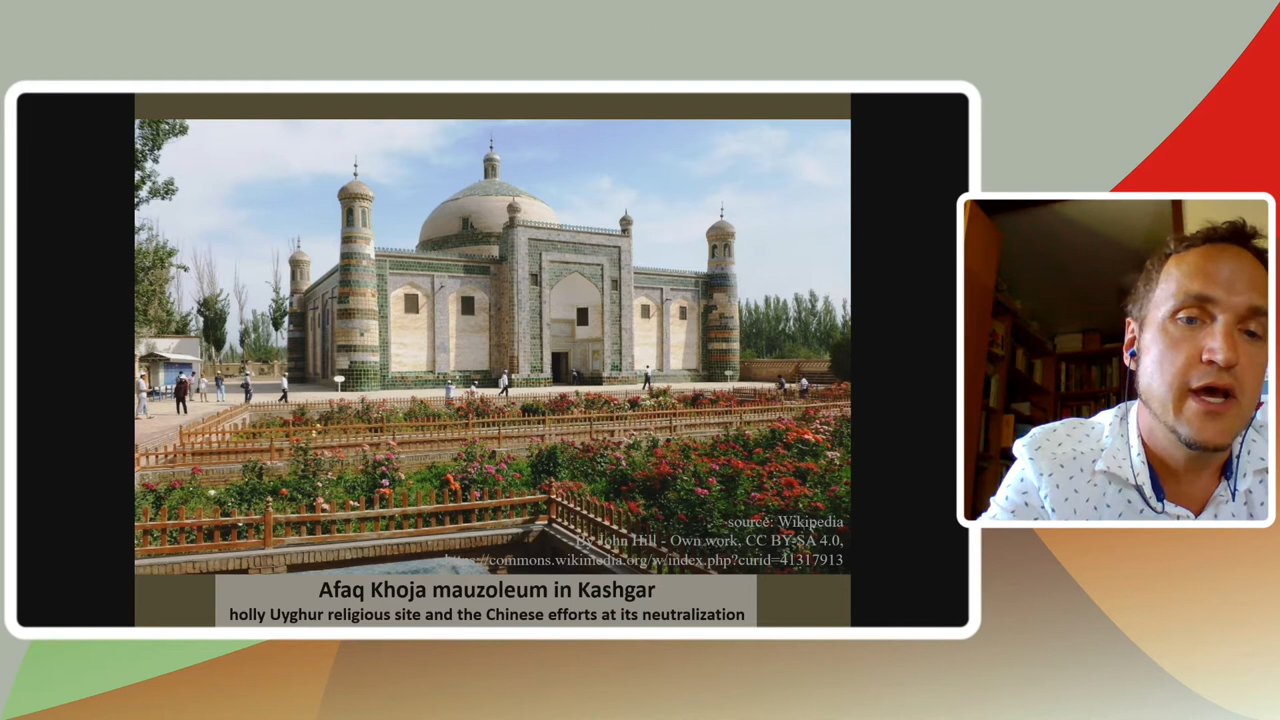 source: Wikipedia
By John Hill - Own work, CC BY-SA 4.0,
https://commons.wikimedia.org/w/index.php?curid=41317913
Afaq Khoja mauzoleum in Kashgar
holly Uyghur religious site and the Chinese efforts at its neutralization